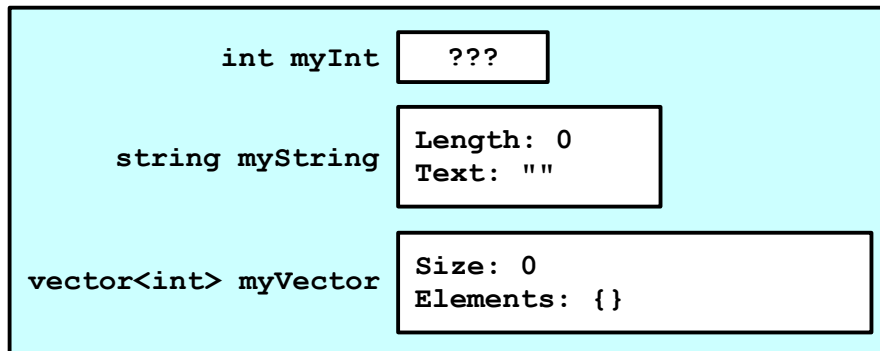 int myInt ???
string myString
Length: 0
Text: ""
vector<int> myVector
Size: 0
Elements: {}